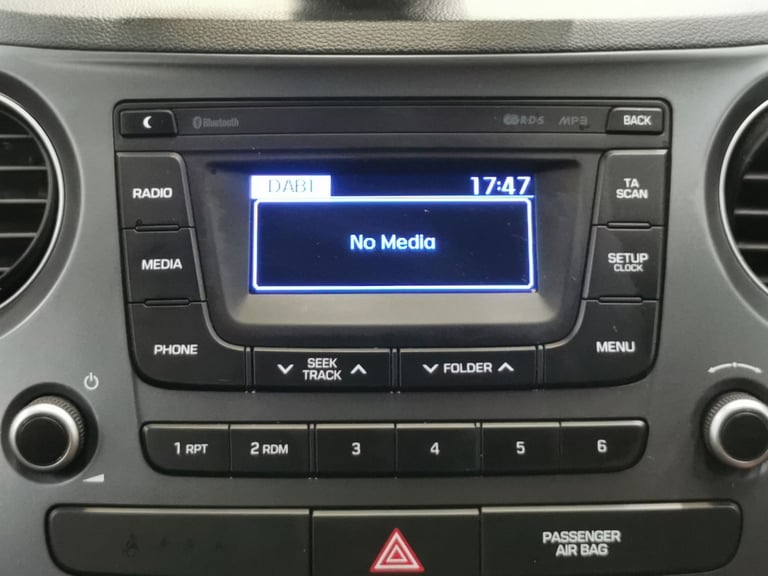 Bluetooth
R·D·S
MP3
BACK
RADIO
DAB1
17:47
TA
SCAN
No Media
MEDIA
SETUP
CLOCK
PHONE
SEEK
TRACK
FOLDER
MENU
1 RPT
2 RDM
3
4
5
6
PASSENGER
AIR BAG